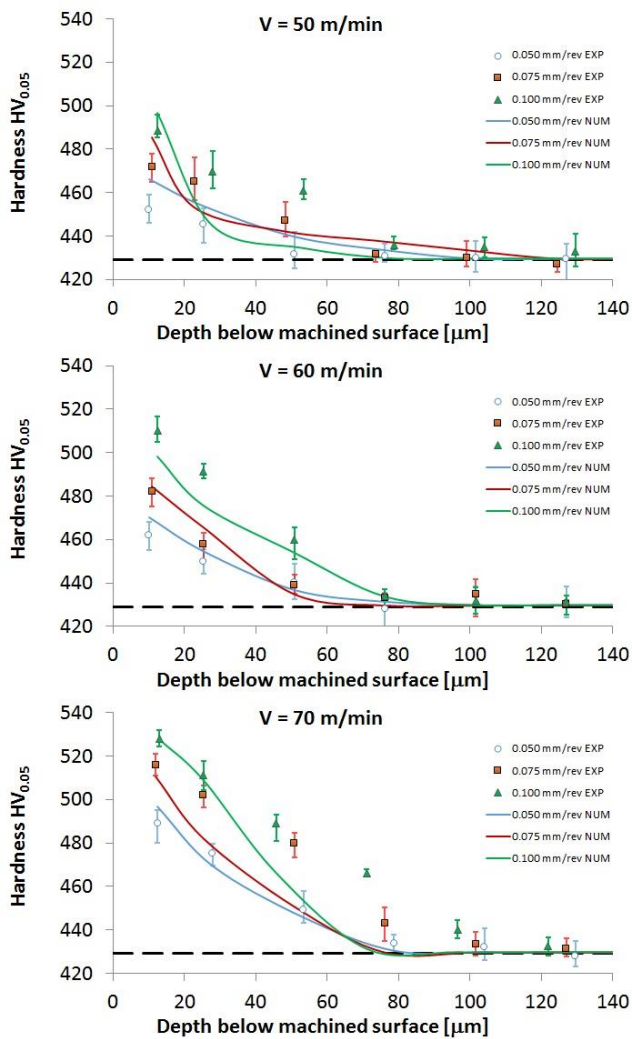 V = 50 m/min
Hardness HV0.05
540
520
500
480
460
440
420
0.050 mm/rev EXP
0.075 mm/rev EXP
0.100 mm/rev EXP
0.050 mm/rev NUM
0.075 mm/rev NUM
0.100 mm/rev NUM
0 20 40 60 80 100 120 140
Depth below machined surface [μm]
V = 60 m/min
Hardness HV0.05
540
520
500
480
460
440
420
0.050 mm/rev EXP
0.075 mm/rev EXP
0.100 mm/rev EXP
0.050 mm/rev NUM
0.075 mm/rev NUM
0.100 mm/rev NUM
0 20 40 60 80 100 120 140
Depth below machined surface [μm]
V = 70 m/min
Hardness HV0.05
540
520
500
480
460
440
420
0.050 mm/rev EXP
0.075 mm/rev EXP
0.100 mm/rev EXP
0.050 mm/rev NUM
0.075 mm/rev NUM
0.100 mm/rev NUM
0 20 40 60 80 100 120 140
Depth below machined surface [μm]